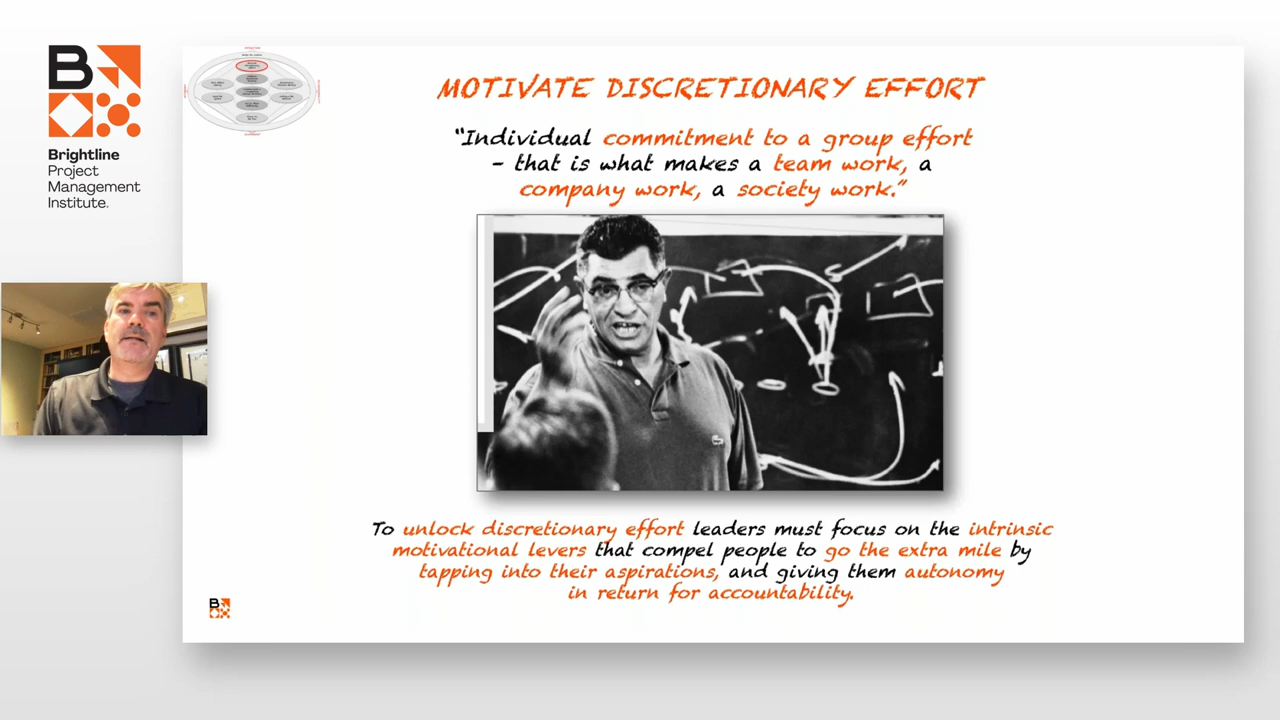 B
Brightline
Project
Management
Institute.
MOTIVATE DISCRETIONARY EFFORT
“Individual commitment to a group effort
– that is what makes a team work, a
company work, a society work.”
To unlock discretionary effort leaders must focus on the intrinsic
motivational levers that compel people to go the extra mile by
tapping into their aspirations, and giving them autonomy
in return for accountability.
B